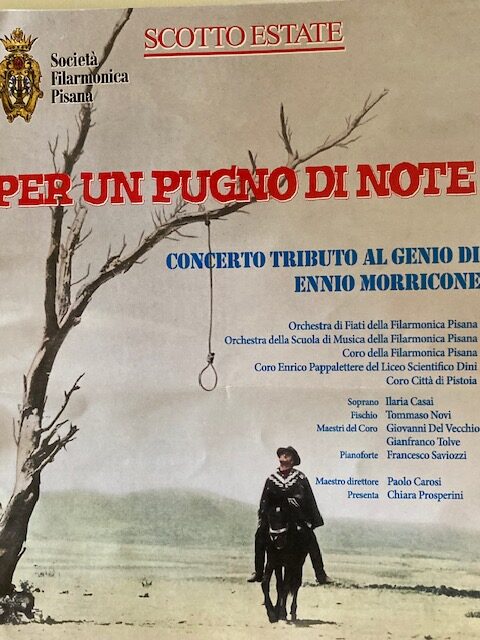 SCOTTO ESTATE
Società
Filarmonica
Pisana
PER UN PUGNO DI NOTE
CONCERTO TRIBUTO AL GENIO DI
ENNIO MORRICONE
Orchestra di Fiati della Filarmonica Pisana
Orchestra della Scuola di Musica della Filarmonica Pisana
Coro della Filarmonica Pisana
Coro Enrico Pappalettere del Liceo Scientifico Dini
Coro Città di Pistoia
Soprano Ilaria Casai
Fischio Tommaso Novi
Maestri del Coro Giovanni Del Vecchio
Gianfranco Tolve
Pianoforte Francesco Saviozzi
Maestro direttore Paolo Carosi
Presenta Chiara Prosperini